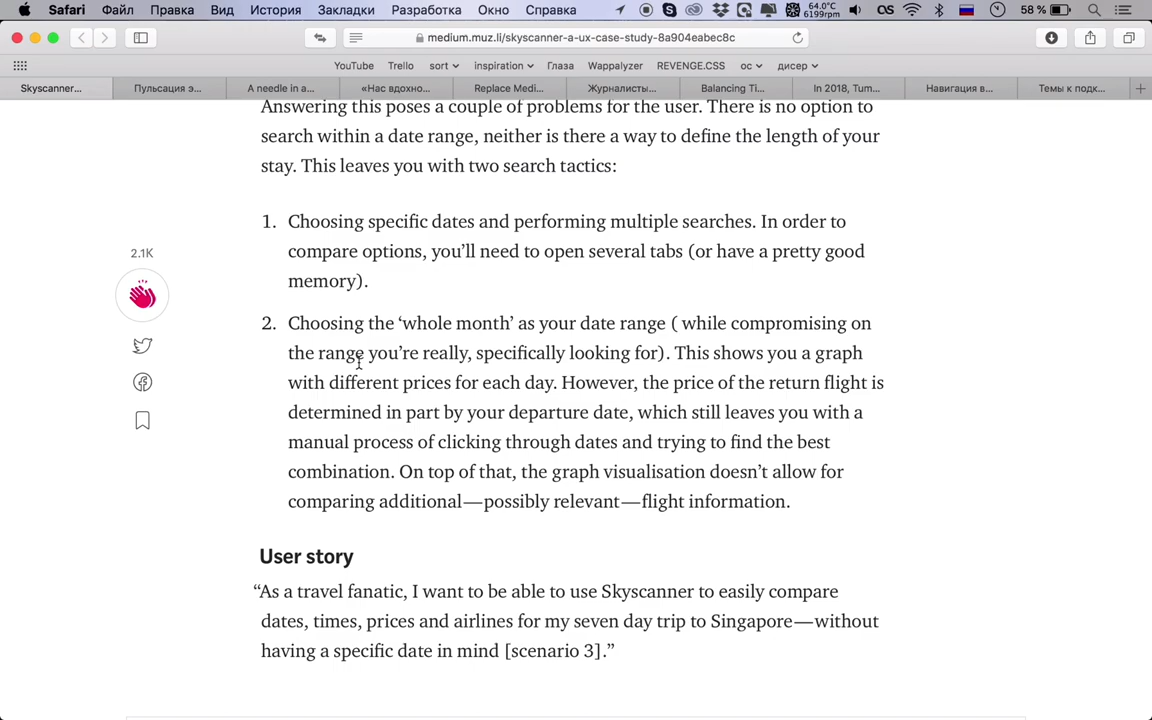 Safari Файл Правка Вид История Закладки Разработка Окно Справка 64.0°C 6199rpm 58 %
medium.muz.li/skyscanner-a-ux-case-study-8a904eabec8c
YouTube Trello sort inspiration Глаза Wappalyzer REVENGE.CSS ос дисер
Skyscanner... Пульсация э... A needle in a... «Нас вдохно... Replace Medi... Журналисты... Balancing Ti... In 2018, Tum... Навигация в... Темы к подк...
Answering this poses a couple of problems for the user. There is no option to
search within a date range, neither is there a way to define the length of your
stay. This leaves you with two search tactics:
1. Choosing specific dates and performing multiple searches. In order to
compare options, you’ll need to open several tabs (or have a pretty good
memory).
2.1K
2. Choosing the ‘whole month’ as your date range ( while compromising on
the range you’re really, specifically looking for). This shows you a graph
with different prices for each day. However, the price of the return flight is
determined in part by your departure date, which still leaves you with a
manual process of clicking through dates and trying to find the best
combination. On top of that, the graph visualisation doesn’t allow for
comparing additional—possibly relevant—flight information.
User story
“As a travel fanatic, I want to be able to use Skyscanner to easily compare
dates, times, prices and airlines for my seven day trip to Singapore—without
having a specific date in mind [scenario 3].”